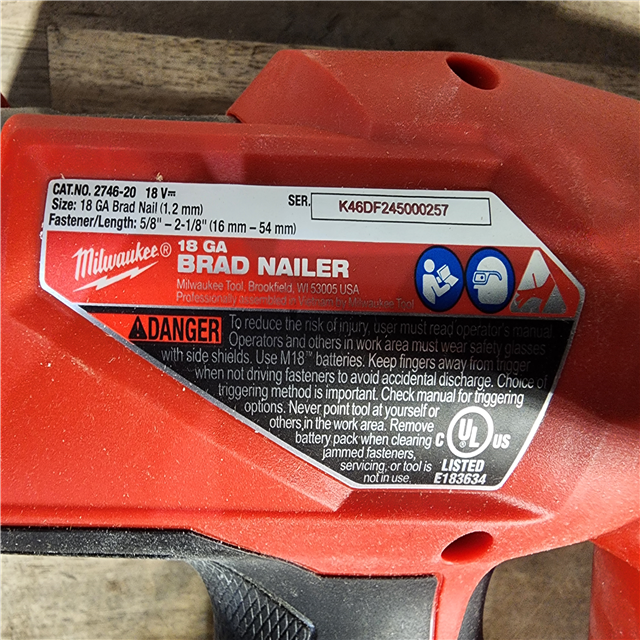 CAT.NO. 2746-20 18 V⎓
Size: 18 GA Brad Nail (1.2 mm)
Fastener/Length: 5/8" – 2-1/8" (16 mm – 54 mm)
SER. K46DF245000257
Milwaukee®
18 GA
BRAD NAILER
Milwaukee Tool, Brookfield, WI 53005 USA
Professionally assembled in Vietnam by Milwaukee Tool
DANGER To reduce the risk of injury, user must read operator's manual.
Operators and others in work area must wear safety glasses
with side shields. Use M18™ batteries. Keep fingers away from trigger
when not driving fasteners to avoid accidental discharge. Choice of
triggering method is important. Check manual for triggering
options. Never point tool at yourself or
others in the work area. Remove
battery pack when clearing
jammed fasteners,
servicing, or tool is
not in use.
C UL US
LISTED
E183634